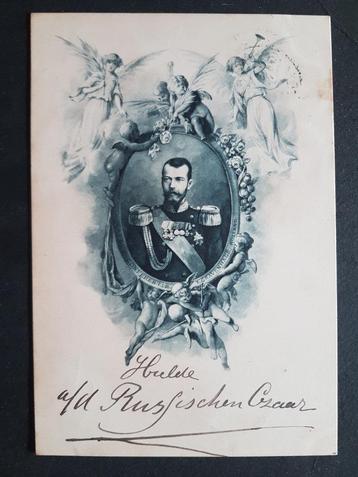 Hulde
a/d Russischen Czaar